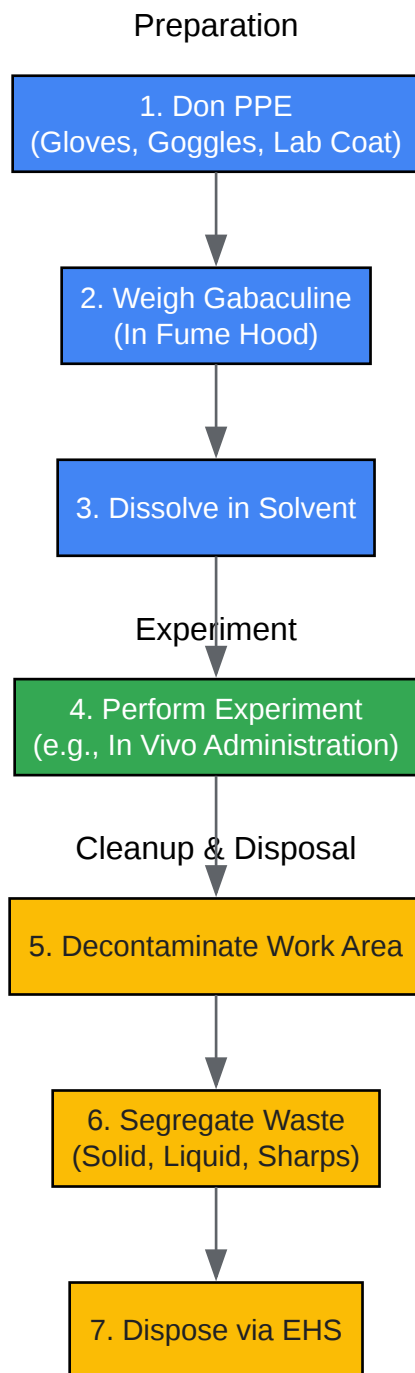 Preparation
1. Don PPE
(Gloves, Goggles, Lab Coat)
2. Weigh Gabaculine
(In Fume Hood)
3. Dissolve in Solvent
Experiment
4. Perform Experiment
(e.g., In Vivo Administration)
Cleanup & Disposal
5. Decontaminate Work Area
6. Segregate Waste
(Solid, Liquid, Sharps)
7. Dispose via EHS